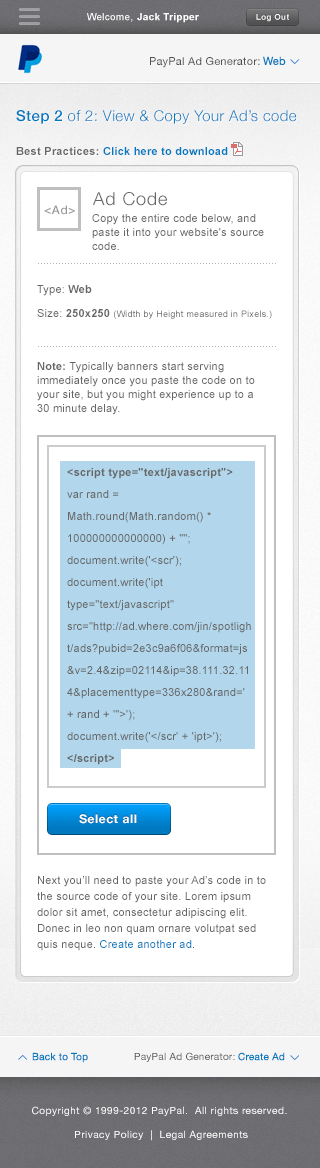 Welcome, Jack Tripper
Log Out
PayPal Ad Generator: Web
Step 2 of 2: View & Copy Your Ad's code
Best Practices: Click here to download
<Ad>
Ad Code
Copy the entire code below, and
paste it into your website's source
code.
Type: Web
Size: 250x250 (Width by Height measured in Pixels.)
Note: Typically banners start serving
immediately once you paste the code on to
your site, but you might experience up to a
30 minute delay.
<script type="text/javascript">
var rand =
Math.round(Math.random() *
100000000000000) + "";
document.write('<scr');
document.write('ipt
type="text/javascript"
src="http://ad.where.com/jin/spotligh
t/ads?pubid=2e3c9a6f06&format=js
&v=2.4&zip=02114&ip=38.111.32.11
4&placementtype=336x280&rand='
+ rand + '">');
document.write('</scr' + 'ipt>');
</script>
Select all
Next you'll need to paste your Ad's code in to
the source code of your site. Lorem ipsum
dolor sit amet, consectetur adipiscing elit.
Donec in leo non quam ornare volutpat sed
quis neque. Create another ad.
Back to Top
PayPal Ad Generator: Create Ad
Copyright © 1999-2012 PayPal. All rights reserved.
Privacy Policy | Legal Agreements